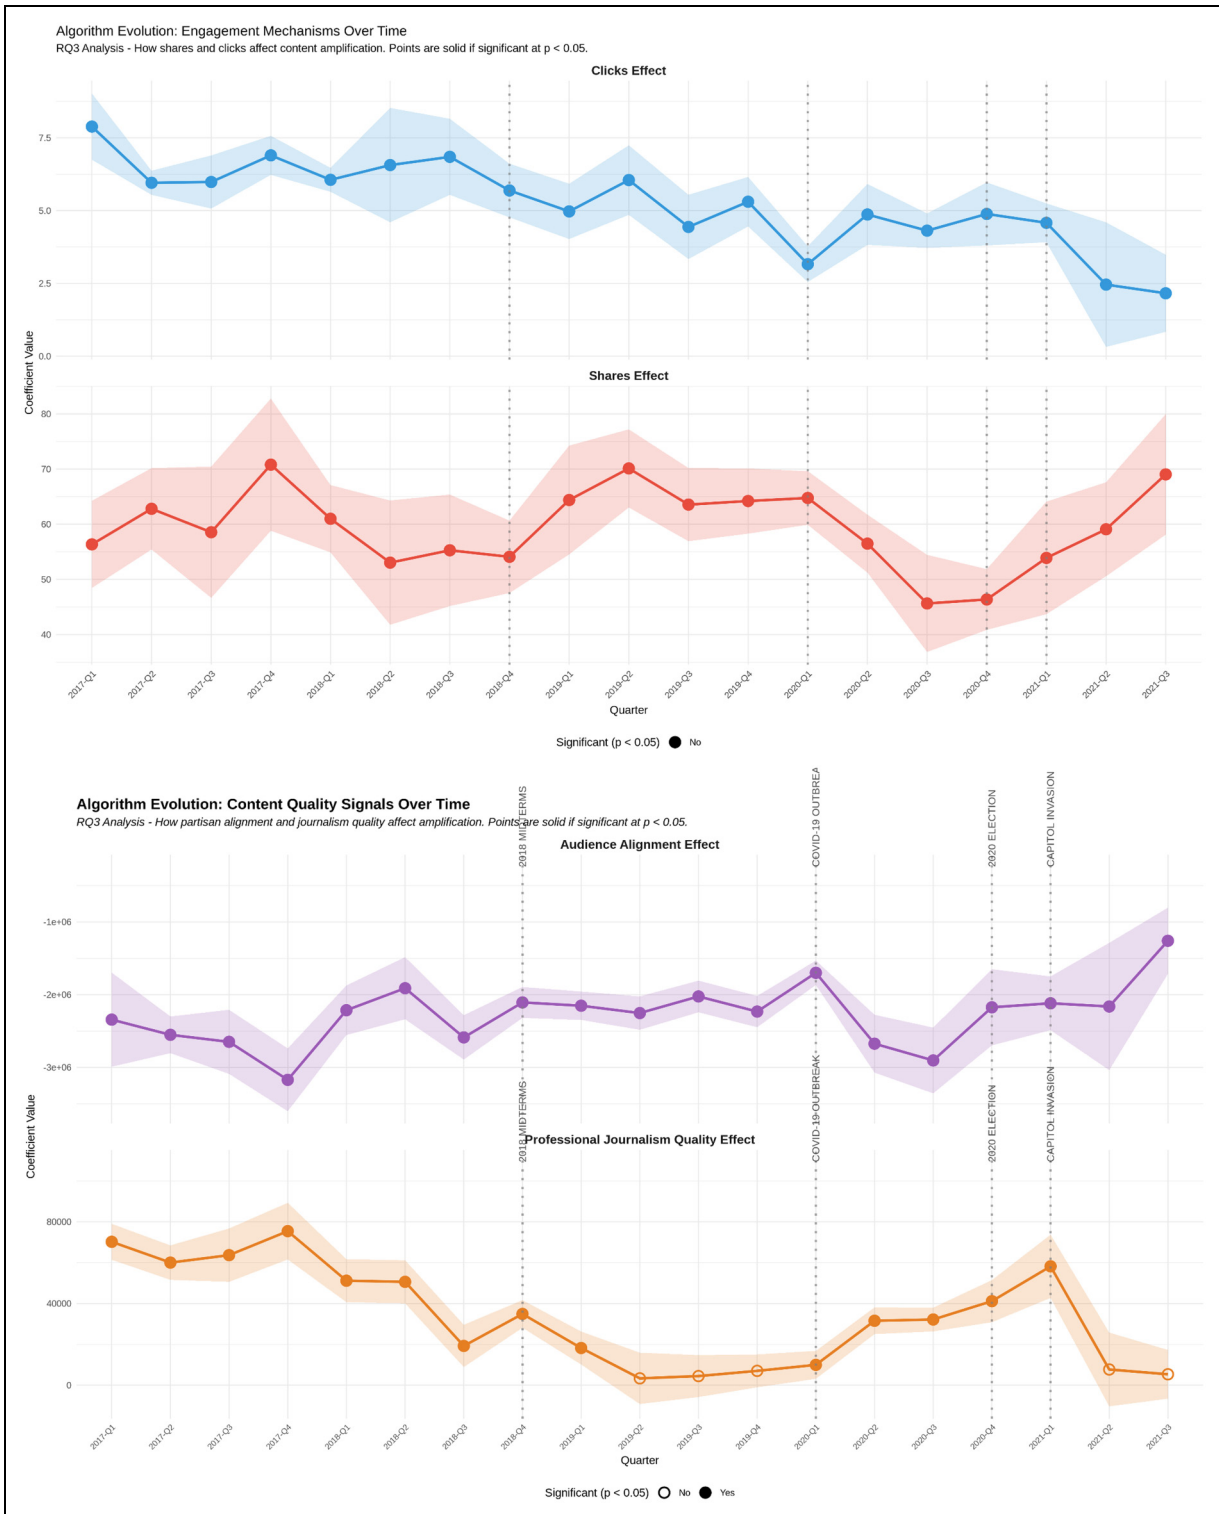 Algorithm Evolution: Engagement Mechanisms Over Time
RQ3 Analysis - How shares and clicks affect content amplification. Points are solid if significant at p < 0.05.
Clicks Effect
7.5
5.0
2.5
0.0
Coefficient Value
Shares Effect
80
70
60
50
40
2017-Q1 2017-Q2 2017-Q3 2017-Q4 2018-Q1 2018-Q2 2018-Q3 2018-Q4 2019-Q1 2019-Q2 2019-Q3 2019-Q4 2020-Q1 2020-Q2 2020-Q3 2020-Q4 2021-Q1 2021-Q2 2021-Q3
Quarter
Significant (p < 0.05) No
Algorithm Evolution: Content Quality Signals Over Time
RQ3 Analysis - How partisan alignment and journalism quality affect amplification. Points are solid if significant at p < 0.05.
Audience Alignment Effect
2018 MIDTERMS
COVID-19 OUTBREA
2020 ELECTION
CAPITOL INVASION
-1e+06
-2e+06
-3e+06
Coefficient Value
Professional Journalism Quality Effect
2018 MIDTERMS
COVID-19 OUTBREAK
2020 ELECTION
CAPITOL INVASION
80000
40000
0
2017-Q1 2017-Q2 2017-Q3 2017-Q4 2018-Q1 2018-Q2 2018-Q3 2018-Q4 2019-Q1 2019-Q2 2019-Q3 2019-Q4 2020-Q1 2020-Q2 2020-Q3 2020-Q4 2021-Q1 2021-Q2 2021-Q3
Quarter
Significant (p < 0.05) No Yes